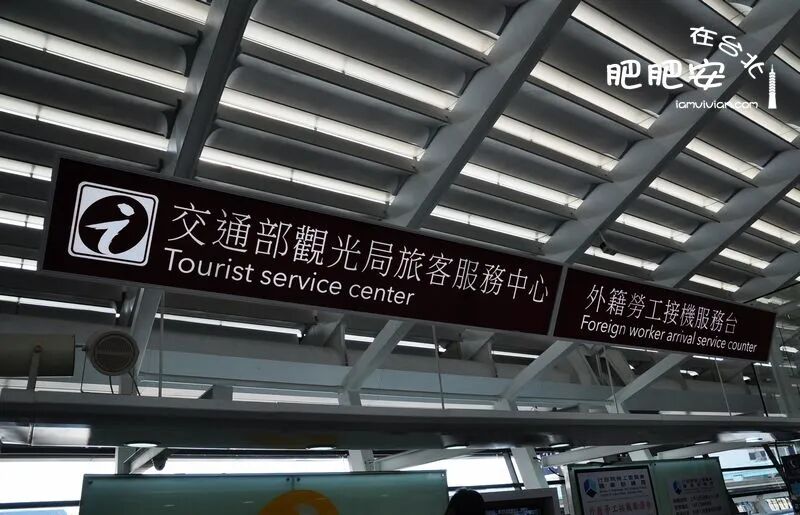 在台北
肥肥安
iamvivian.com
交通部觀光局旅客服務中心
Tourist service center
外籍勞工接機服務台
Foreign worker arrival service counter